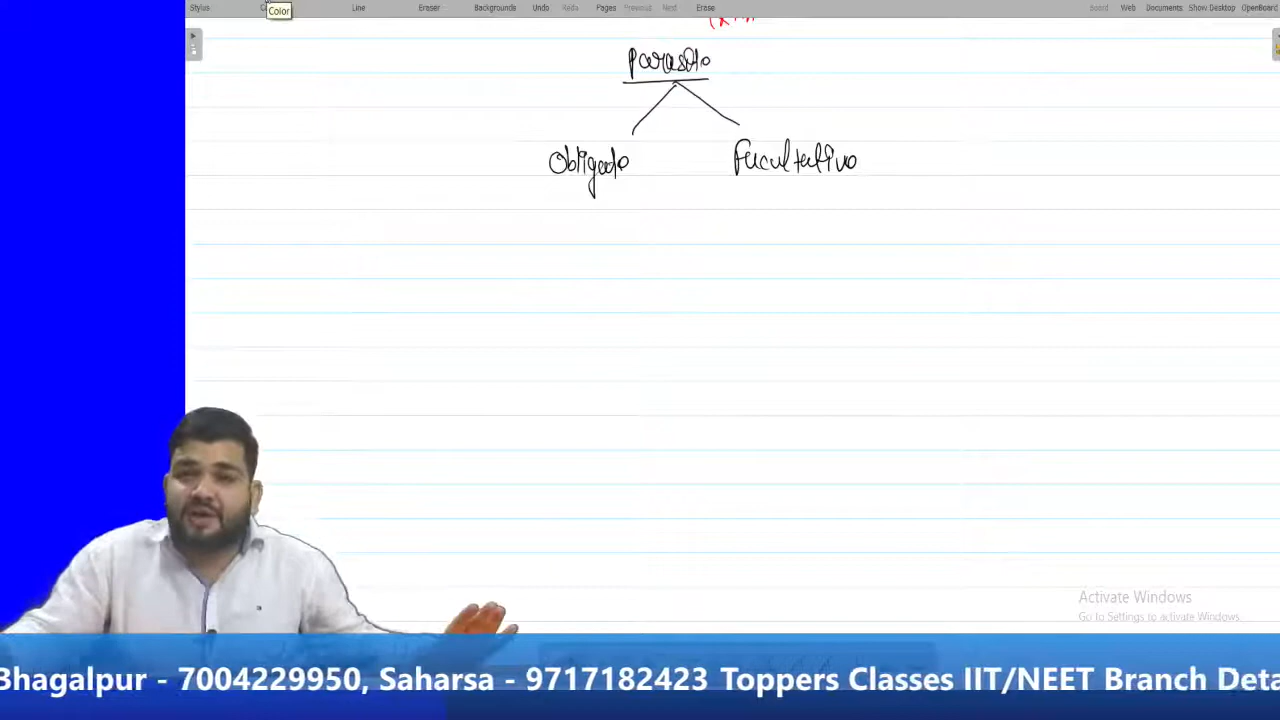 Stylus Color Line Eraser Backgrounds Undo Redo Pages Previous Next Erase Board Web Documents Show Desktop OpenBoard
Color
Parasite
Obligate Facultative
Activate Windows
Go to Settings to activate Windows.
Bhagalpur - 7004229950, Saharsa - 9717182423 Toppers Classes IIT/NEET Branch Deta